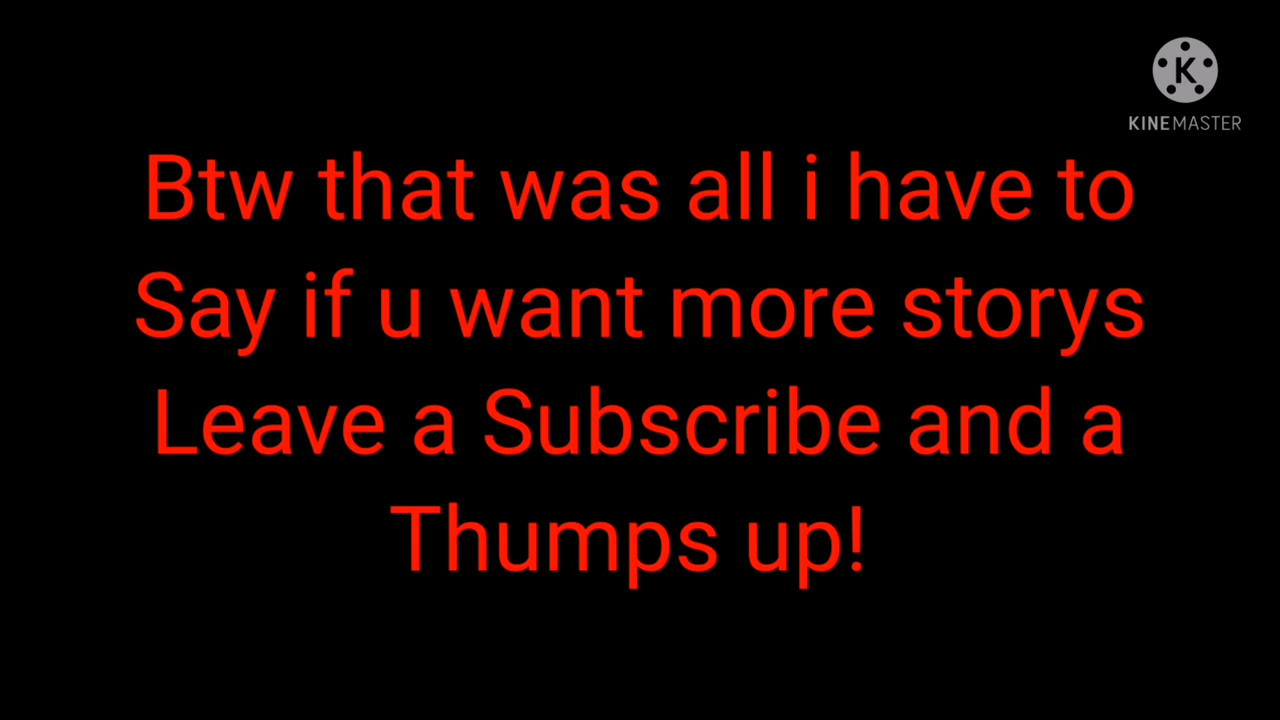 K
KINEMASTER
Btw that was all i have to
Say if u want more storys
Leave a Subscribe and a
Thumps up!